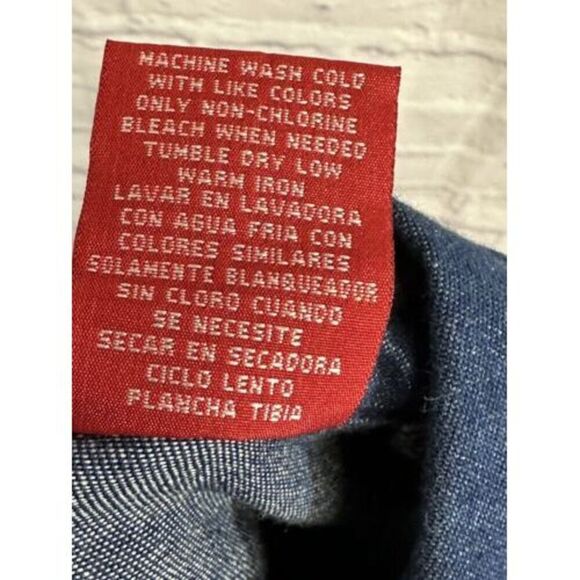 MACHINE WASH COLD
WITH LIKE COLORS
ONLY NON-CHLORINE
BLEACH WHEN NEEDED
TUMBLE DRY LOW
WARM IRON
LAVAR EN LAVADORA
CON AGUA FRIA CON
COLORES SIMILARES
SOLAMENTE BLANQUEADOR
SIN CLORO CUANDO
SE NECESITE
SECAR EN SECADORA
CICLO LENTO
PLANCHA TIBIA